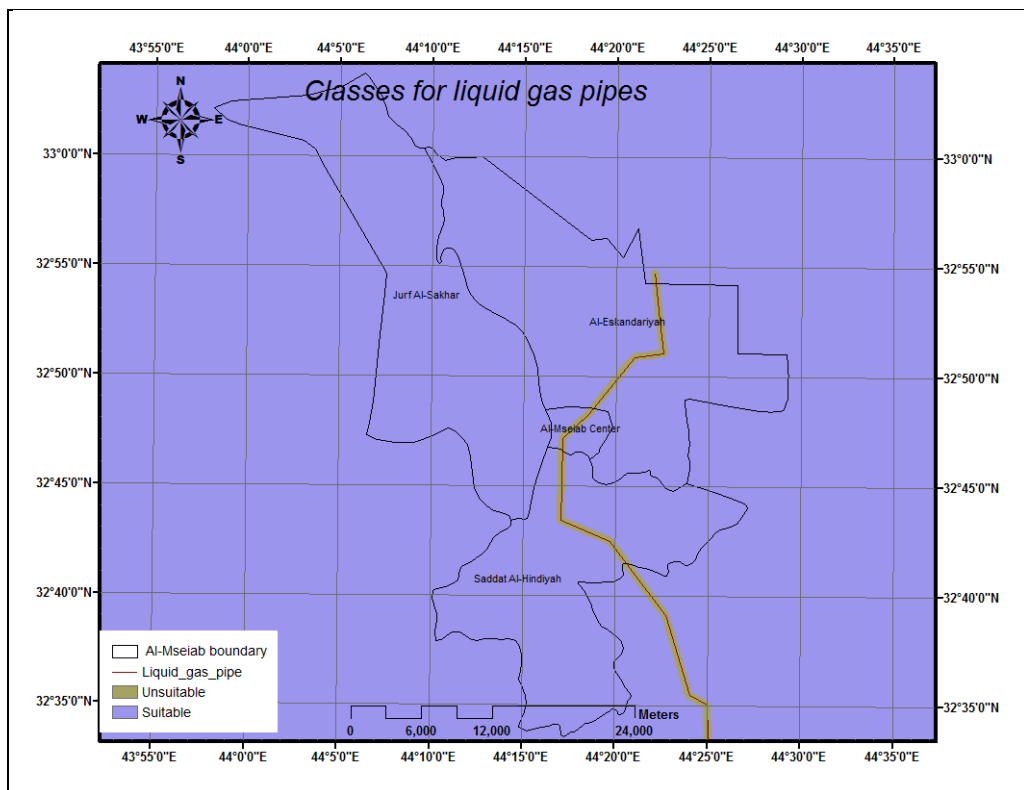 43°55'0"E 44°0'0"E 44°5'0"E 44°10'0"E 44°15'0"E 44°20'0"E 44°25'0"E 44°30'0"E 44°35'0"E
Classes for liquid gas pipes
N
W E
S
33°0'0"N 33°0'0"N
32°55'0"N 32°55'0"N
Jurf Al-Sakhar
Al-Eskandariyah
32°50'0"N 32°50'0"N
Al-Mseiab Center
32°45'0"N 32°45'0"N
Saddat Al-Hindiyah
32°40'0"N 32°40'0"N
Al-Mseiab boundary
Liquid_gas_pipe
Unsuitable
Suitable
32°35'0"N 32°35'0"N
Meters
0 6,000 12,000 24,000
43°55'0"E 44°0'0"E 44°5'0"E 44°10'0"E 44°15'0"E 44°20'0"E 44°25'0"E 44°30'0"E 44°35'0"E